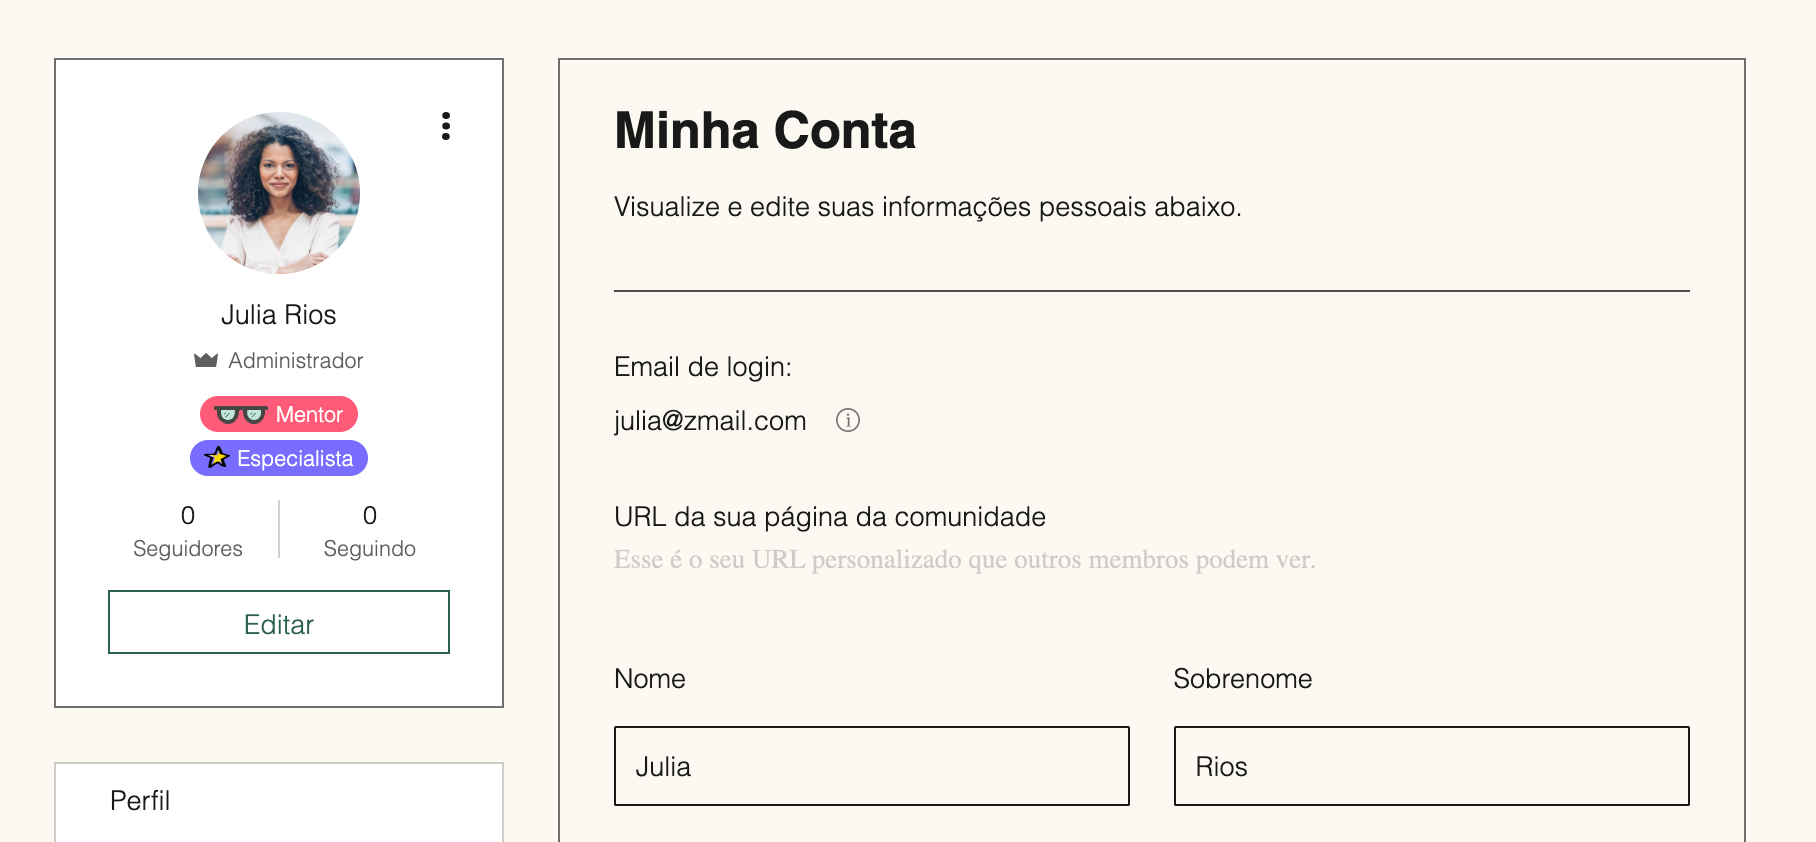 Julia Rios
Administrador
Mentor
Especialista
0 0
Seguidores Seguindo
Editar
Perfil
Minha Conta
Visualize e edite suas informações pessoais abaixo.
Email de login:
julia@zmail.com
URL da sua página da comunidade
Esse é o seu URL personalizado que outros membros podem ver.
Nome Sobrenome
Julia Rios